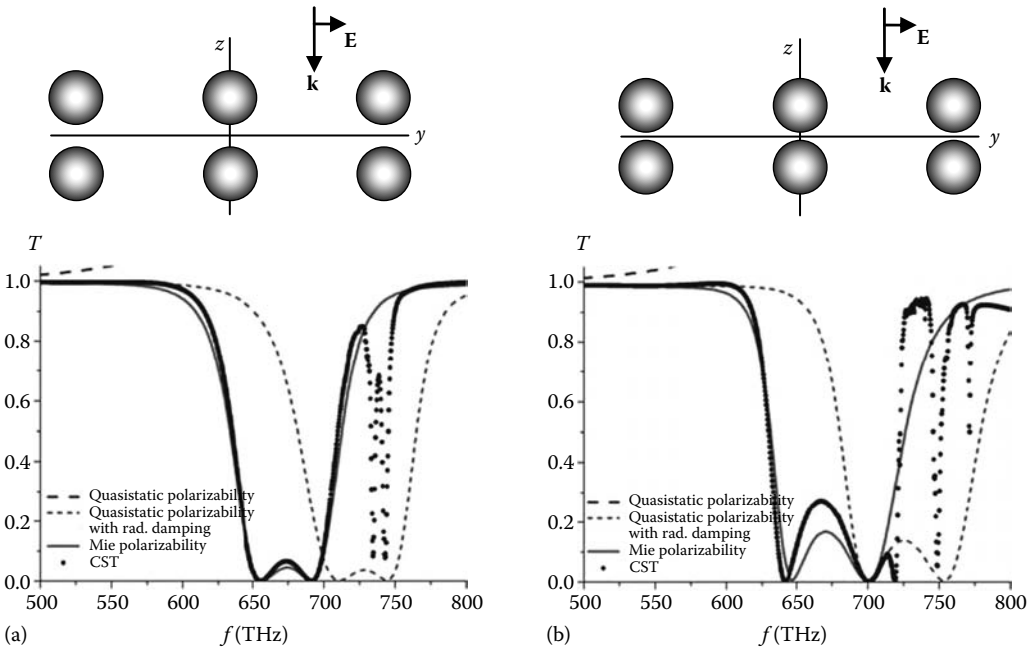 z
E
k
y
z
E
k
y
T
1.0
0.8
0.6
0.4
0.2
0.0
Quasistatic polarizability
Quasistatic polarizability
with rad. damping
Mie polarizability
CST
500 550 600 650 700 750 800
(a) f (THz)
T
1.0
0.8
0.6
0.4
0.2
0.0
Quasistatic polarizability
Quasistatic polarizability
with rad. damping
Mie polarizability
CST
500 550 600 650 700 750 800
(b) f (THz)